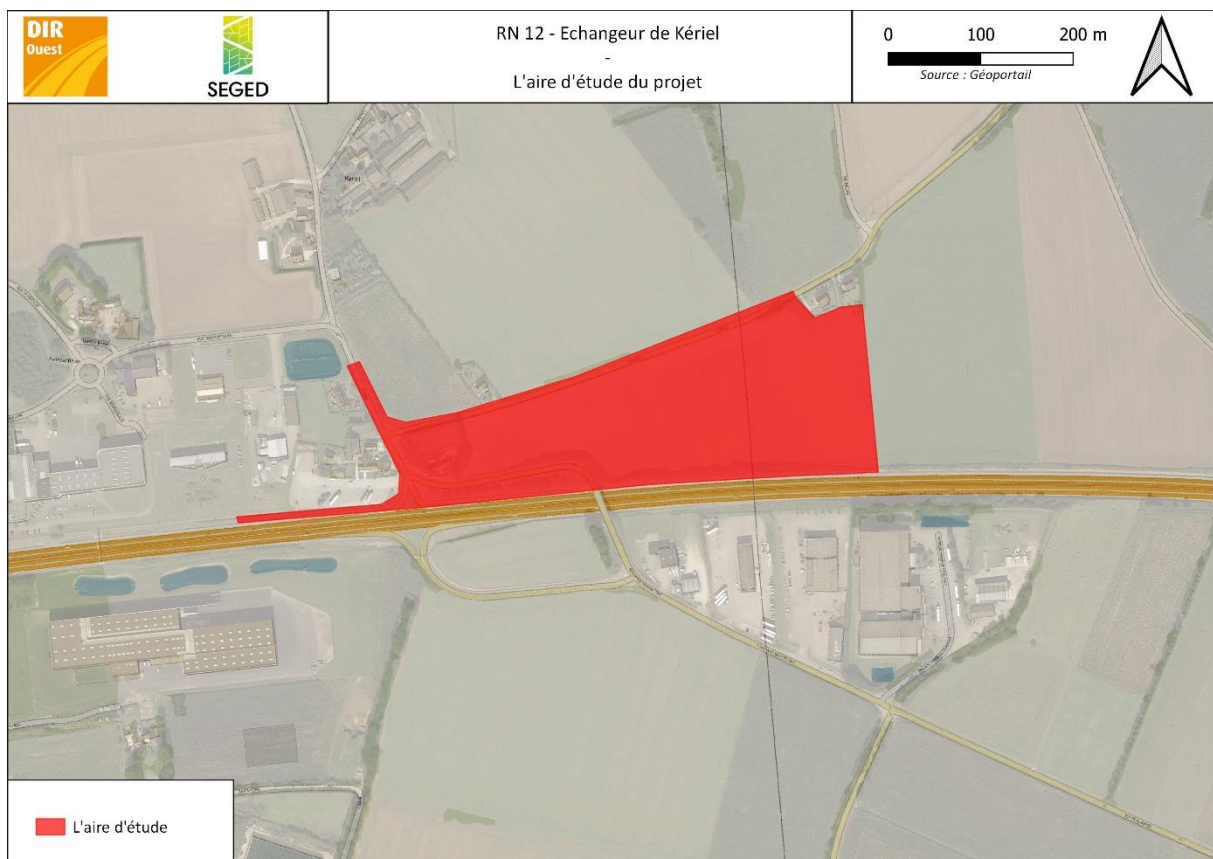 DIR
Ouest
SEGED
RN 12 - Echangeur de Kériel
-
L'aire d'étude du projet
0 100 200 m
Source : Géoportail
Kériel
L'aire d'étude